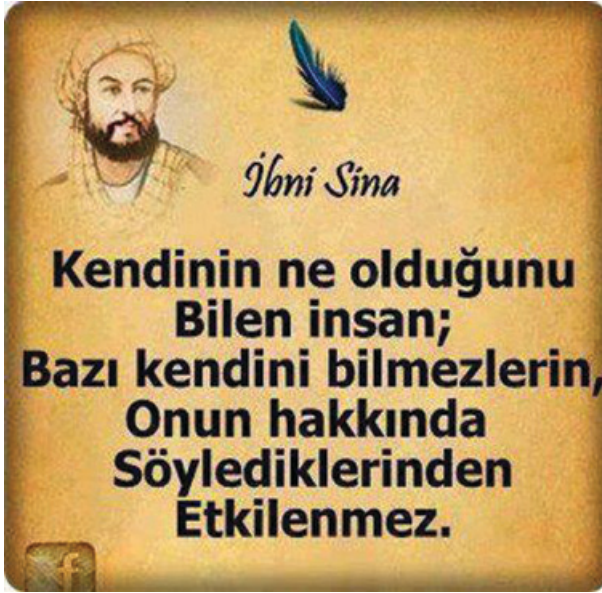 İbni Sina
Kendinin ne olduğunu
Bilen insan;
Bazı kendini bilmezlerin,
Onun hakkında
Söylediklerinden
Etkilenmez.
f